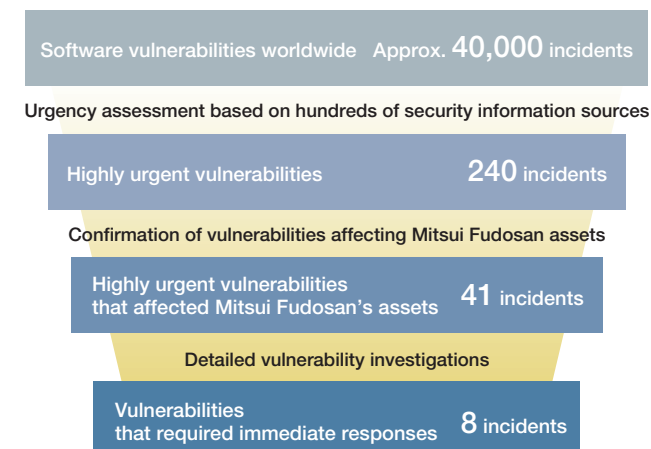 Software vulnerabilities worldwide Approx. 40,000 incidents
Urgency assessment based on hundreds of security information sources
Highly urgent vulnerabilities 240 incidents
Confirmation of vulnerabilities affecting Mitsui Fudosan assets
Highly urgent vulnerabilities
that affected Mitsui Fudosan's assets 41 incidents
Detailed vulnerability investigations
Vulnerabilities
that required immediate responses 8 incidents